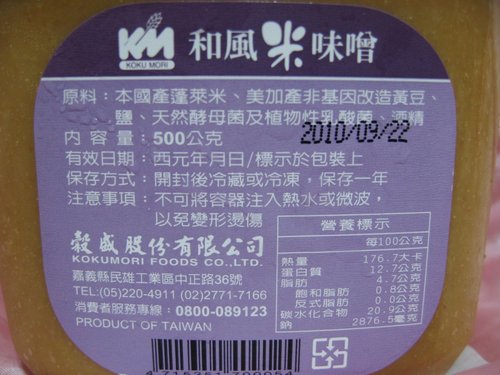 KM 和風米味噌
KOKU MORI
原料：本國產蓬萊米、美加產非基因改造黃豆、
鹽、天然酵母菌及植物性乳酸菌、酒精
內 容 量：500公克
2010/09/22
有效日期：西元年月日/標示於包裝上
保存方式：開封後冷藏或冷凍，保存一年
注意事項：不可將容器注入熱水或微波，
以免變形燙傷
穀盛股份有限公司
KOKUMORI FOODS CO., LTD.
嘉義縣民雄工業區中正路36號
TEL:(05)220-4911 (02)2771-7166
消費者服務專線：0800-089123
PRODUCT OF TAIWAN
營養標示
每100公克
熱量 176.7大卡
蛋白質 12.7公克
脂肪 4.7公克
飽和脂肪 0.8公克
反式脂肪 0.0公克
碳水化合物 20.9公克
鈉 2876.5毫克